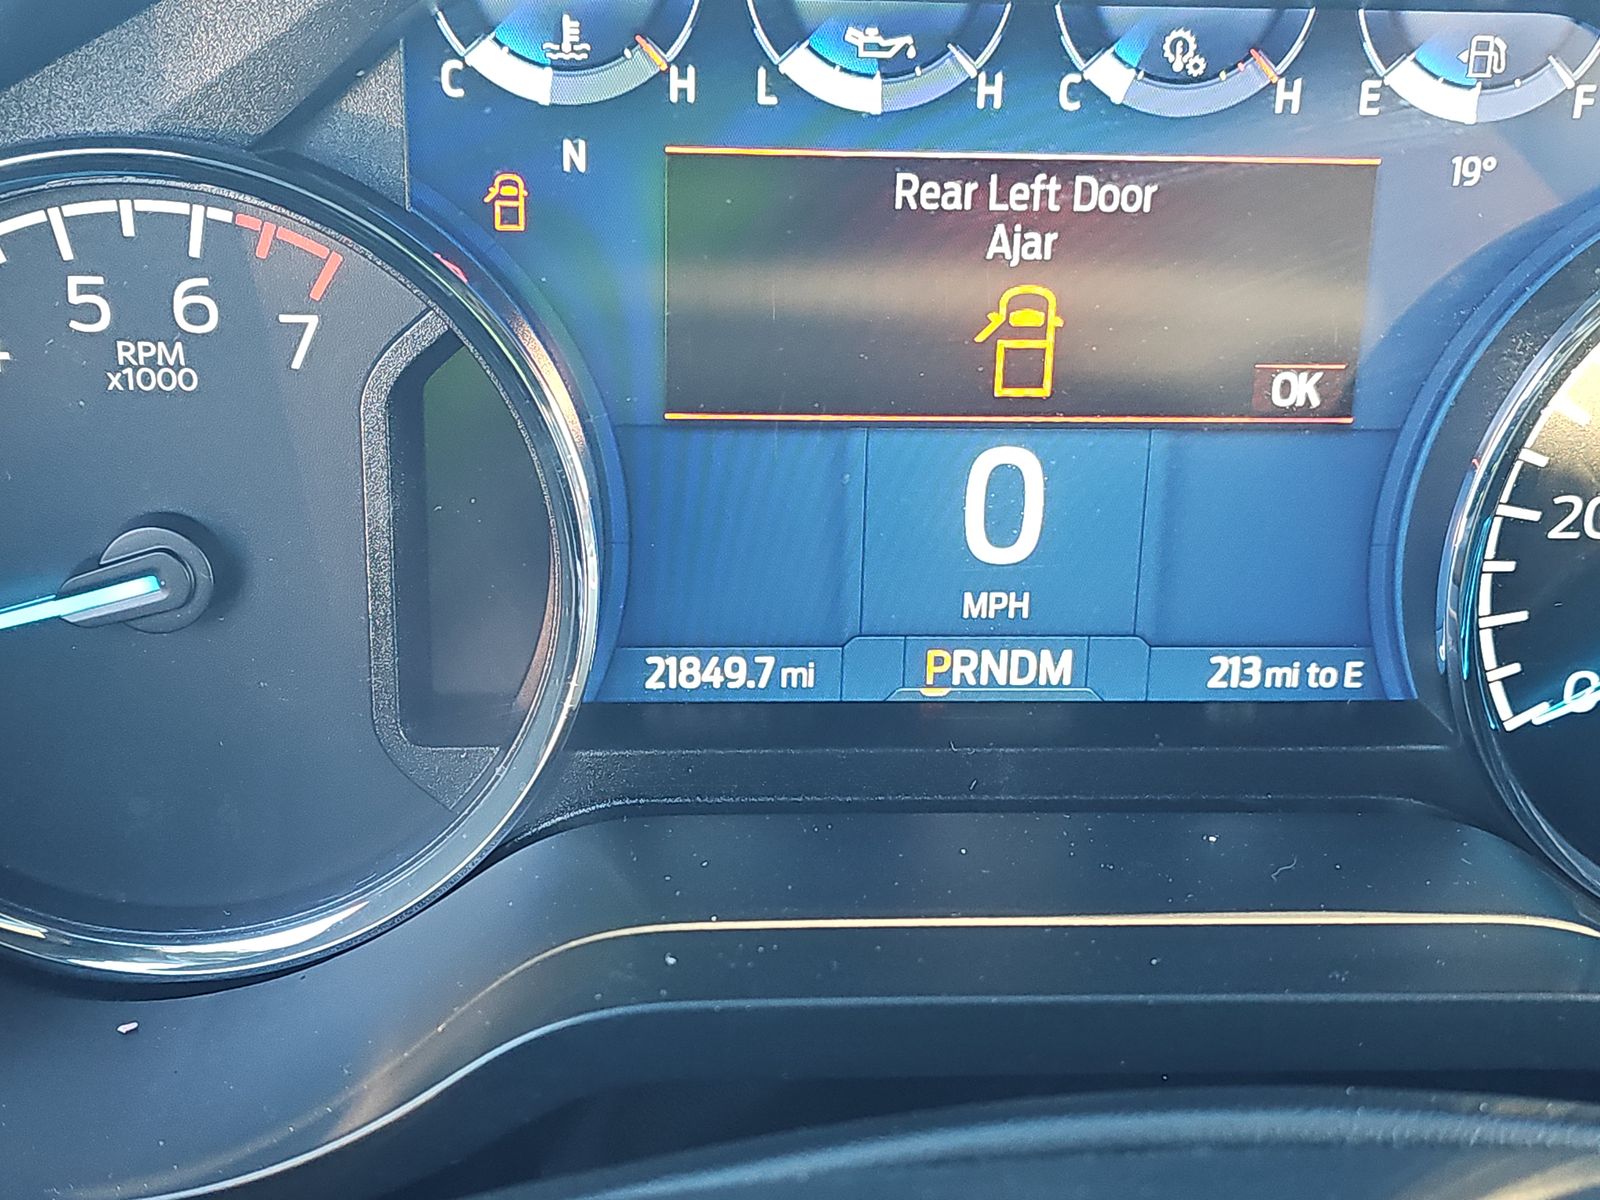 C H L H C H E F
N
19°
Rear Left Door
Ajar
OK
5 6 7
RPM
x1000
0
MPH
20
0
21849.7 mi
PRNDM
213 mi to E